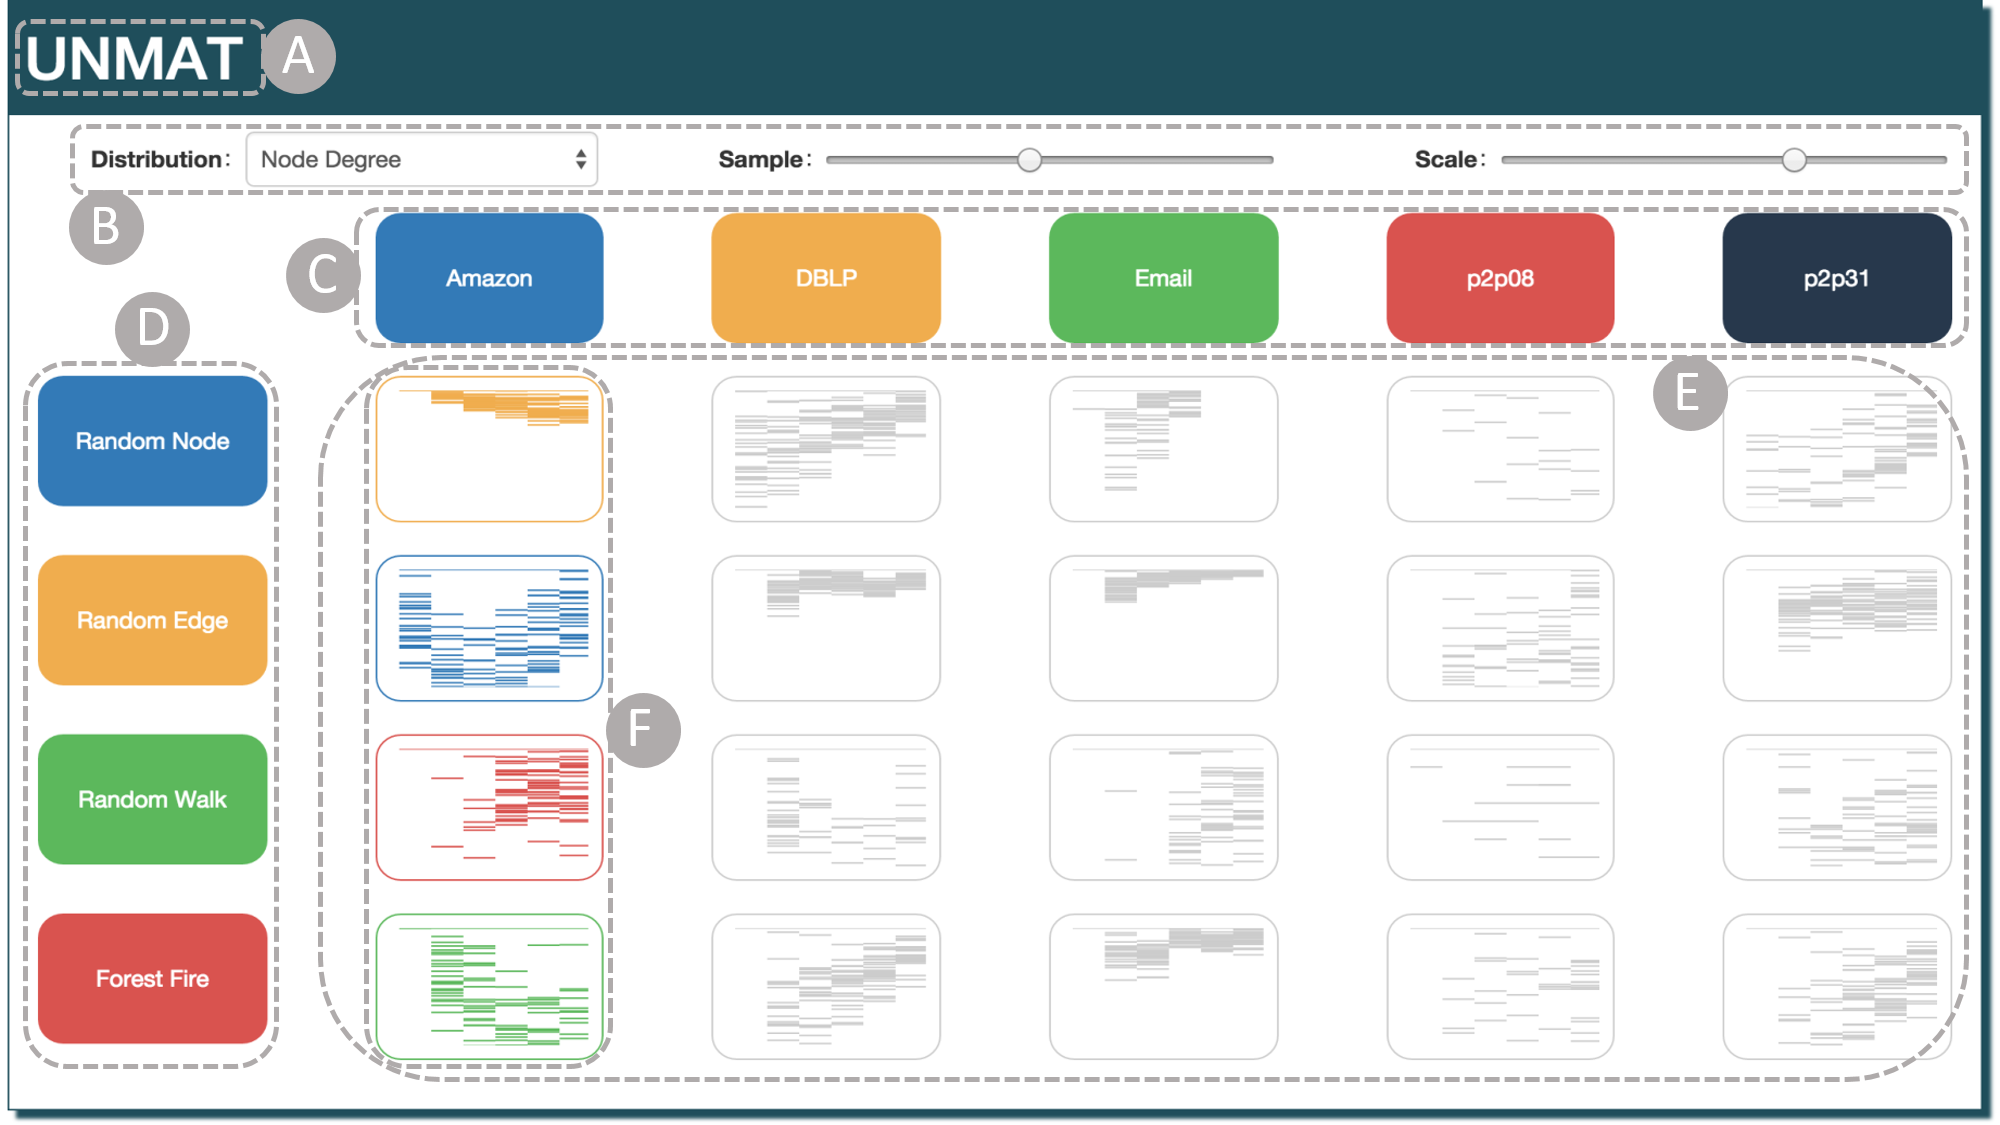 UNMAT A
Distribution: Node Degree Sample: Scale:
B
C Amazon DBLP Email p2p08 p2p31
D
E
Random Node
Random Edge
F
Random Walk
Forest Fire